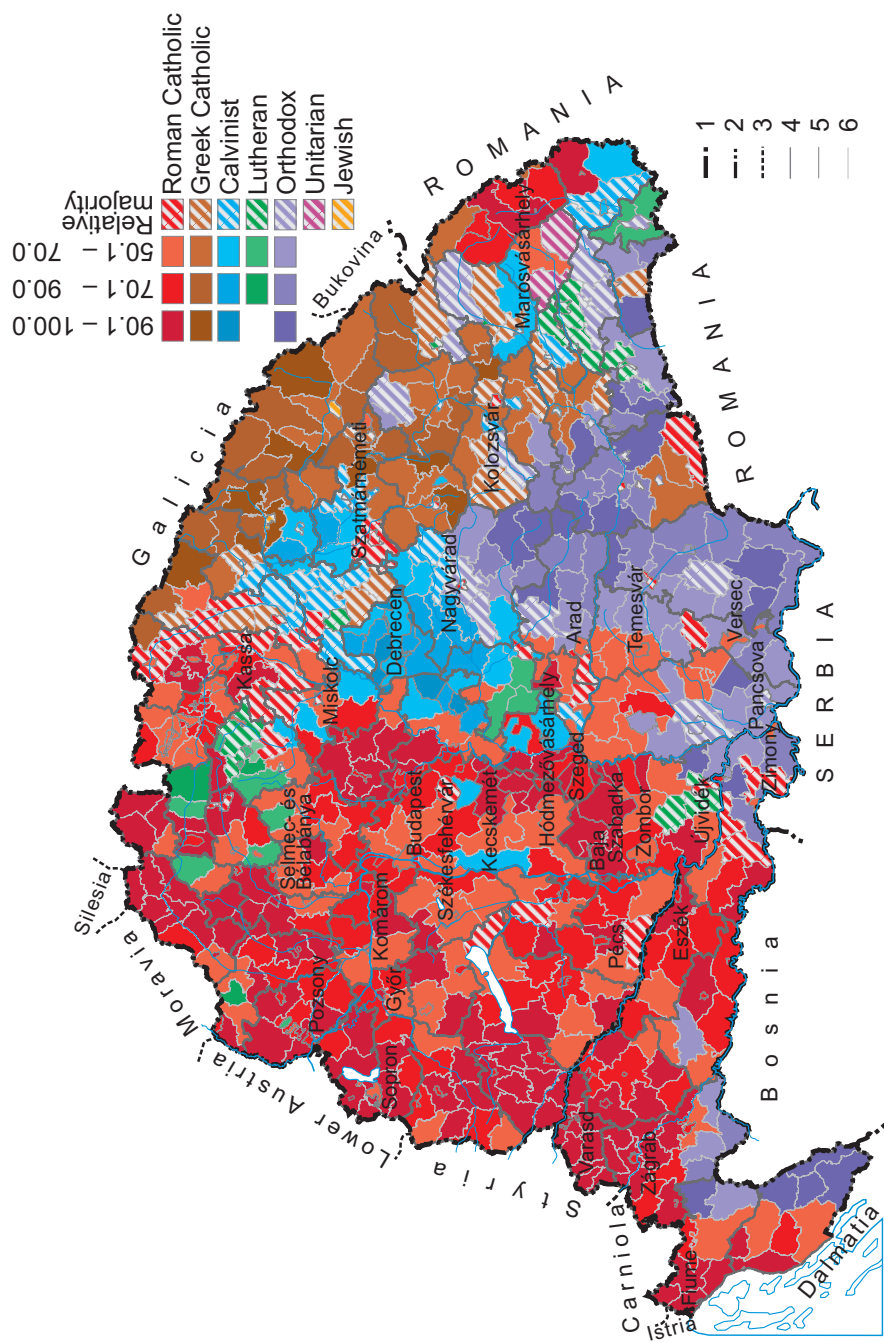 Relative
majority
50.1 – 70.0
70.1 – 90.0
90.1 – 100.0
Roman Catholic
Greek Catholic
Calvinist
Lutheran
Orthodox
Unitarian
Jewish
1
2
3
4
5
6
Silesia
Moravia
Lower Austria
Styria
Carniola
Istria
Dalmatia
Bosnia
SERBIA
ROMANIA
ROMANIA
Bukovina
Galicia
Pozsony
Sopron
Győr
Komárom
Selmec- és
Bélabánya
Budapest
Székesfehérvár
Kecskemét
Kassa
Miskolc
Debrecen
Nagyvárad
Szatmárnémeti
Kolozsvár
Marosvásárhely
Hódmezővásárhely
Szeged
Arad
Temesvár
Versec
Pancsova
Baja
Szabadka
Zombor
Újvidék
Zimony
Pécs
Eszék
Varasd
Zágráb
Fiume